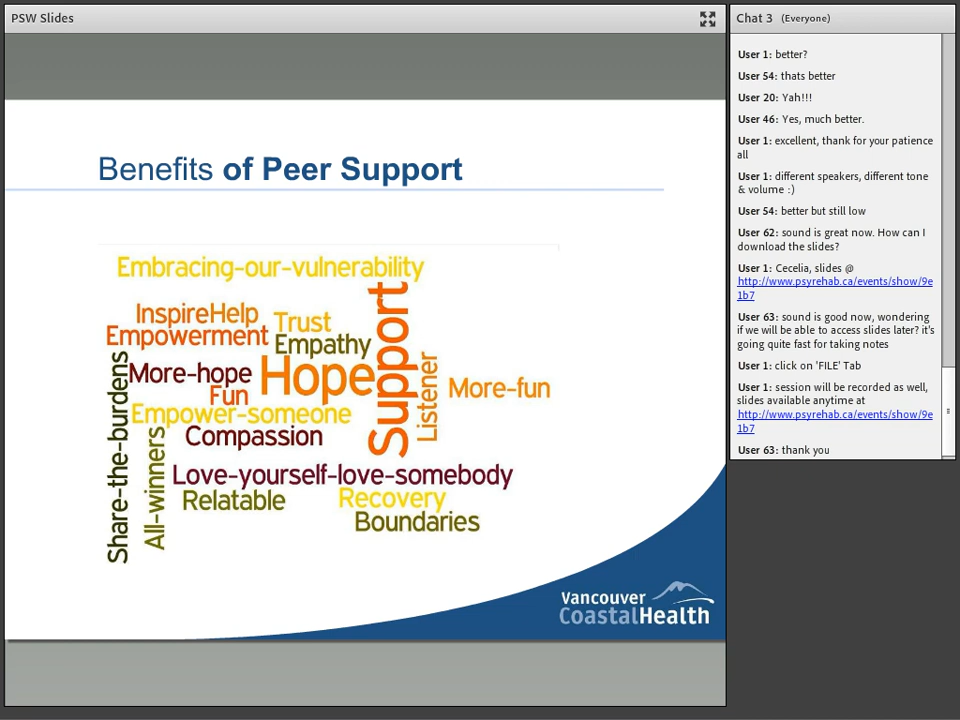 PSW Slides
Benefits of Peer Support
Embracing-our-vulnerability
InspireHelp
Trust
Empowerment
Empathy
Support
More-hope
Hope
Listener
More-fun
Fun
Empower-someone
Compassion
Share-the-burdens
All-winners
Love-yourself-love-somebody
Relatable
Recovery
Boundaries
Vancouver
CoastalHealth
Chat 3 (Everyone)
User 1: better?
User 54: thats better
User 20: Yah!!!
User 46: Yes, much better.
User 1: excellent, thank for your patience
all
User 1: different speakers, different tone
& volume :)
User 54: better but still low
User 62: sound is great now. How can I
download the slides?
User 1: Cecelia, slides @
http://www.psyrehab.ca/events/show/9e
1b7
User 63: sound is good now, wondering
if we will be able to access slides later? it's
going quite fast for taking notes
User 1: click on 'FILE' Tab
User 1: session will be recorded as well,
slides available anytime at
http://www.psyrehab.ca/events/show/9e
1b7
User 63: thank you